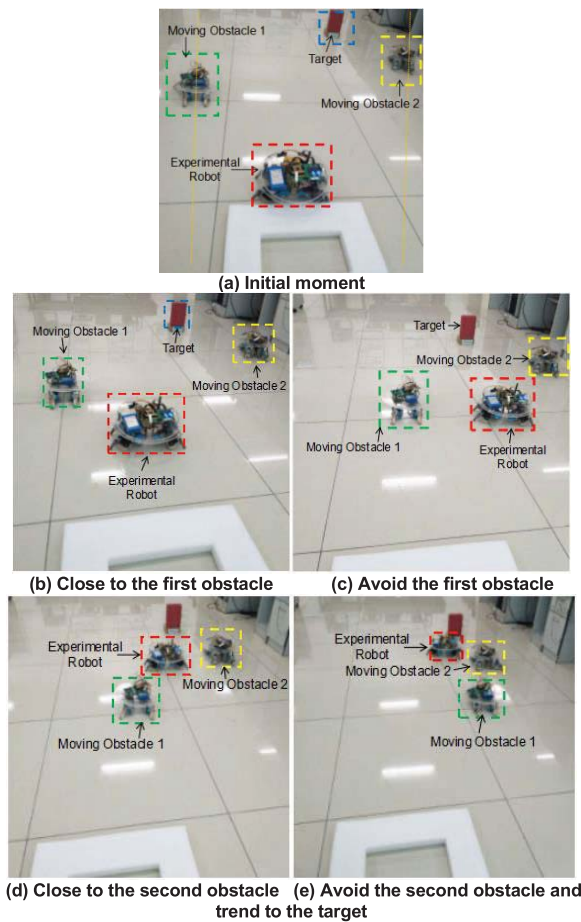 Moving Obstacle 1
Target
Moving Obstacle 2
Experimental
Robot
(a) Initial moment
Moving Obstacle 1
Target
Moving Obstacle 2
Experimental
Robot
Target
Moving Obstacle 2
Moving Obstacle 1
Experimental
Robot
(b) Close to the first obstacle
(c) Avoid the first obstacle
Experimental
Robot
Moving Obstacle 2
Moving Obstacle 1
Experimental
Robot
Moving Obstacle 2
Moving Obstacle 1
(d) Close to the second obstacle
(e) Avoid the second obstacle and
trend to the target